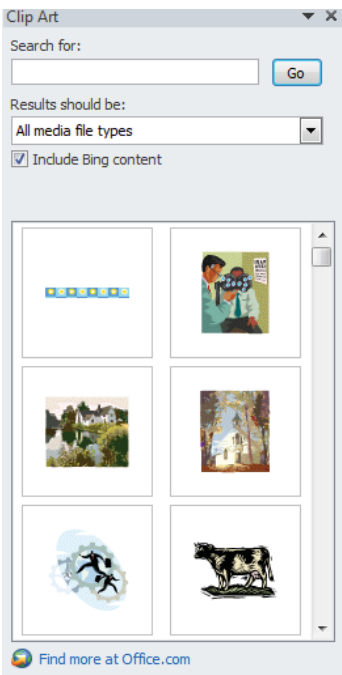 Clip Art
Search for:
Go
Results should be:
All media file types
Include Bing content
Find more at Office.com